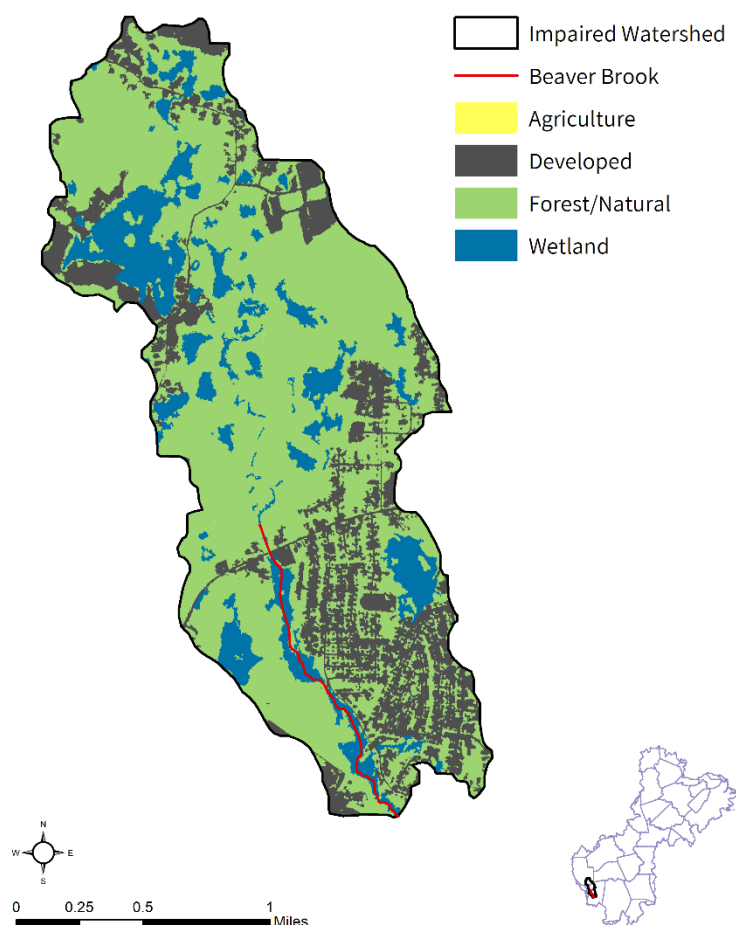 Impaired Watershed
Beaver Brook
Agriculture
Developed
Forest/Natural
Wetland
N
W E
S
0 0.25 0.5 1
Miles